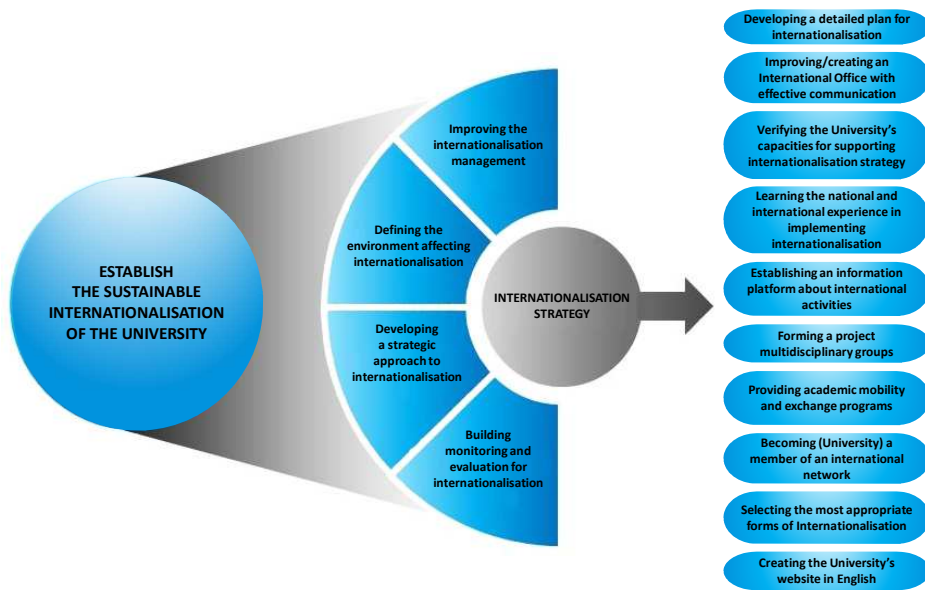 ESTABLISH
THE SUSTAINABLE
INTERNATIONALISATION
OF THE UNIVERSITY
Improving the
internationalisation
management
Defining the
environment affecting
internationalisation
Developing
a strategic
approach to
internationalisation
Building
monitoring and
evaluation for
internationalisation
INTERNATIONALISATION
STRATEGY
Developing a detailed plan for
internationalisation
Improving/creating an
International Office with
effective communication
Verifying the University's
capacities for supporting
internationalisation strategy
Learning the national and
international experience in
implementing
internationalisation
Establishing an information
platform about international
activities
Forming a project
multidisciplinary groups
Providing academic mobility
and exchange programs
Becoming (University) a
member of an international
network
Selecting the most appropriate
forms of Internationalisation
Creating the University's
website in English